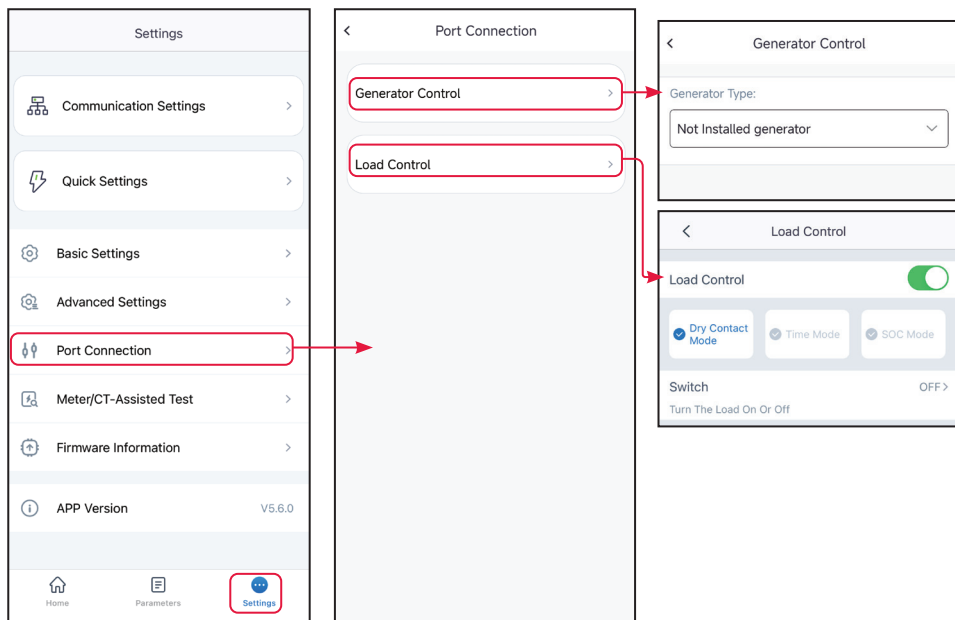 Settings
Communication Settings
Quick Settings
Basic Settings
Advanced Settings
Port Connection
Meter/CT-Assisted Test
Firmware Information
APP Version V5.6.0
Home Parameters Settings
Port Connection
Generator Control
Load Control
Generator Control
Generator Type:
Not Installed generator
Load Control
Load Control
Dry Contact
Mode
Time Mode
SOC Mode
Switch OFF
Turn The Load On Or Off